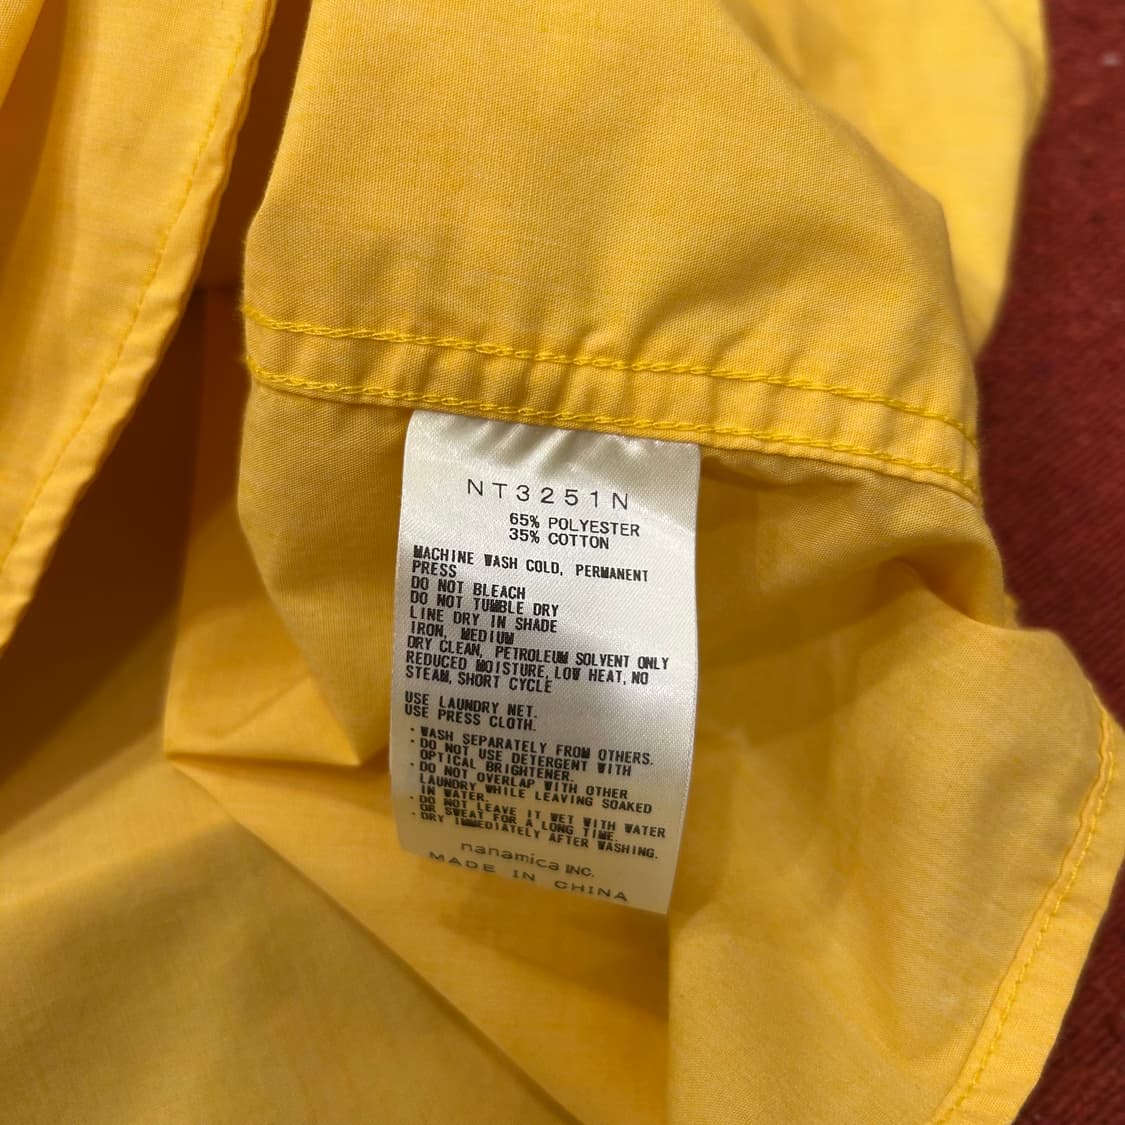 NT3251N
65% POLYESTER
35% COTTON
MACHINE WASH COLD, PERMANENT
PRESS
DO NOT BLEACH
DO NOT TUMBLE DRY
LINE DRY IN SHADE
IRON, MEDIUM
DRY CLEAN, PETROLEUM SOLVENT ONLY
REDUCED MOISTURE, LOW HEAT, NO
STEAM, SHORT CYCLE
USE LAUNDRY NET.
USE PRESS CLOTH.
・WASH SEPARATELY FROM OTHERS.
・DO NOT USE DETERGENT WITH
OPTICAL BRIGHTENER.
・DO NOT OVERLAP WITH OTHER
LAUNDRY WHILE LEAVING SOAKED
IN WATER.
・DO NOT LEAVE IT WET WITH WATER
OR SWEAT FOR A LONG TIME.
・DRY IMMEDIATELY AFTER WASHING.
nanamica INC.
MADE IN CHINA